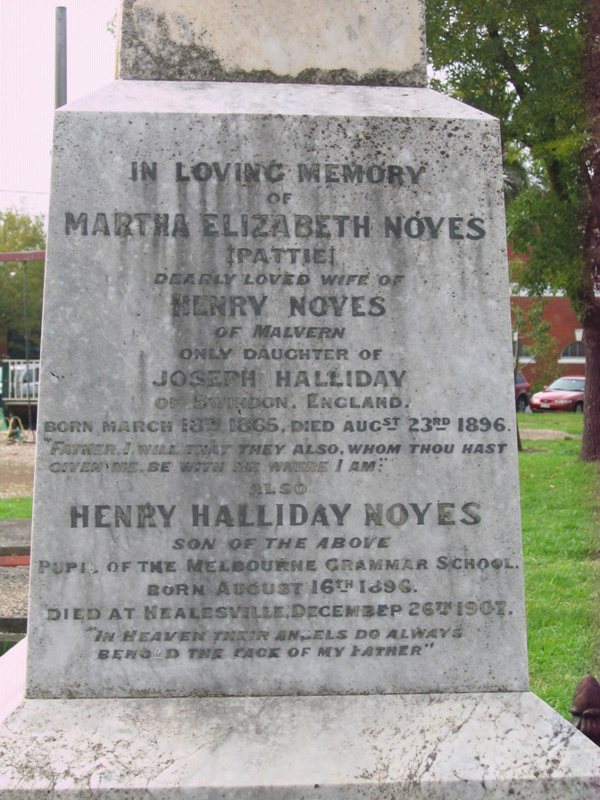 IN LOVING MEMORY
OF
MARTHA ELIZABETH NOYES
[PATTIE]
DEARLY LOVED WIFE OF
HENRY NOYES
OF MALVERN
ONLY DAUGHTER OF
JOSEPH HALLIDAY
OF SWINDON, ENGLAND.
BORN MARCH 18TH 1865, DIED AUGST 23RD 1896.
"FATHER, I WILL THAT THEY ALSO, WHOM THOU HAST
GIVEN ME, BE WITH ME WHERE I AM;"
ALSO
HENRY HALLIDAY NOYES
SON OF THE ABOVE
PUPIL OF THE MELBOURNE GRAMMAR SCHOOL.
BORN AUGUST 16TH 1896.
DIED AT HEALESVILLE, DECEMBER 26TH 1907.
"IN HEAVEN THEIR ANGELS DO ALWAYS
BEHOLD THE FACE OF MY FATHER"